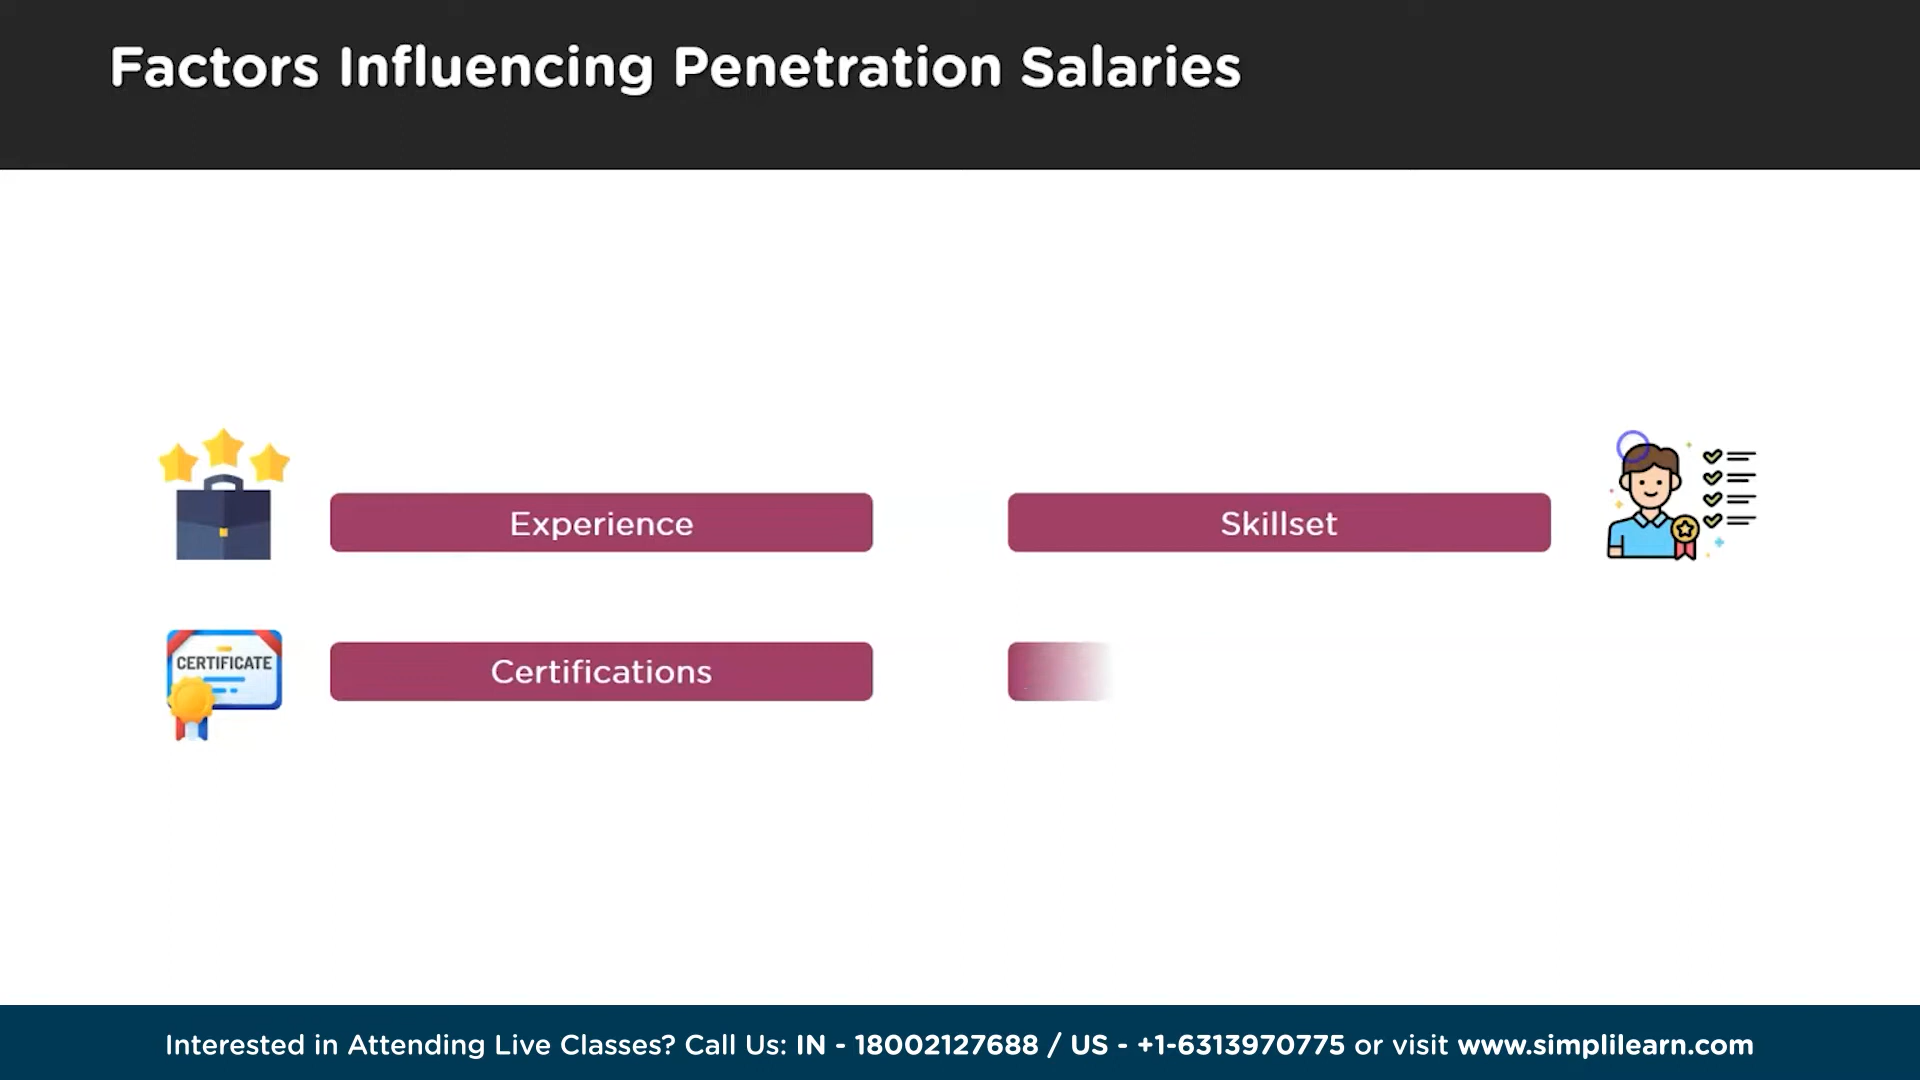 Factors Influencing Penetration Salaries
Experience
Skillset
CERTIFICATE
Certifications
Interested in Attending Live Classes? Call Us: IN - 18002127688 / US - +1-6313970775 or visit www.simplilearn.com